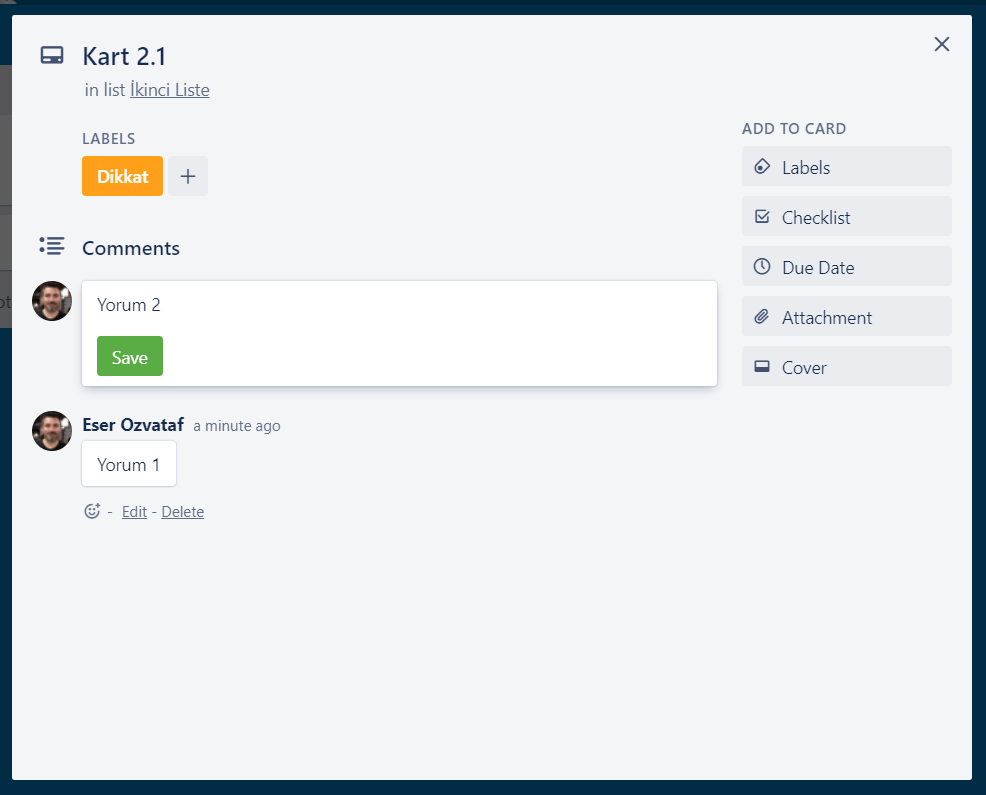 Kart 2.1
in list İkinci Liste
LABELS
Dikkat
Comments
Yorum 2
Save
Eser Ozvataf a minute ago
Yorum 1
- Edit - Delete
ADD TO CARD
Labels
Checklist
Due Date
Attachment
Cover
ot